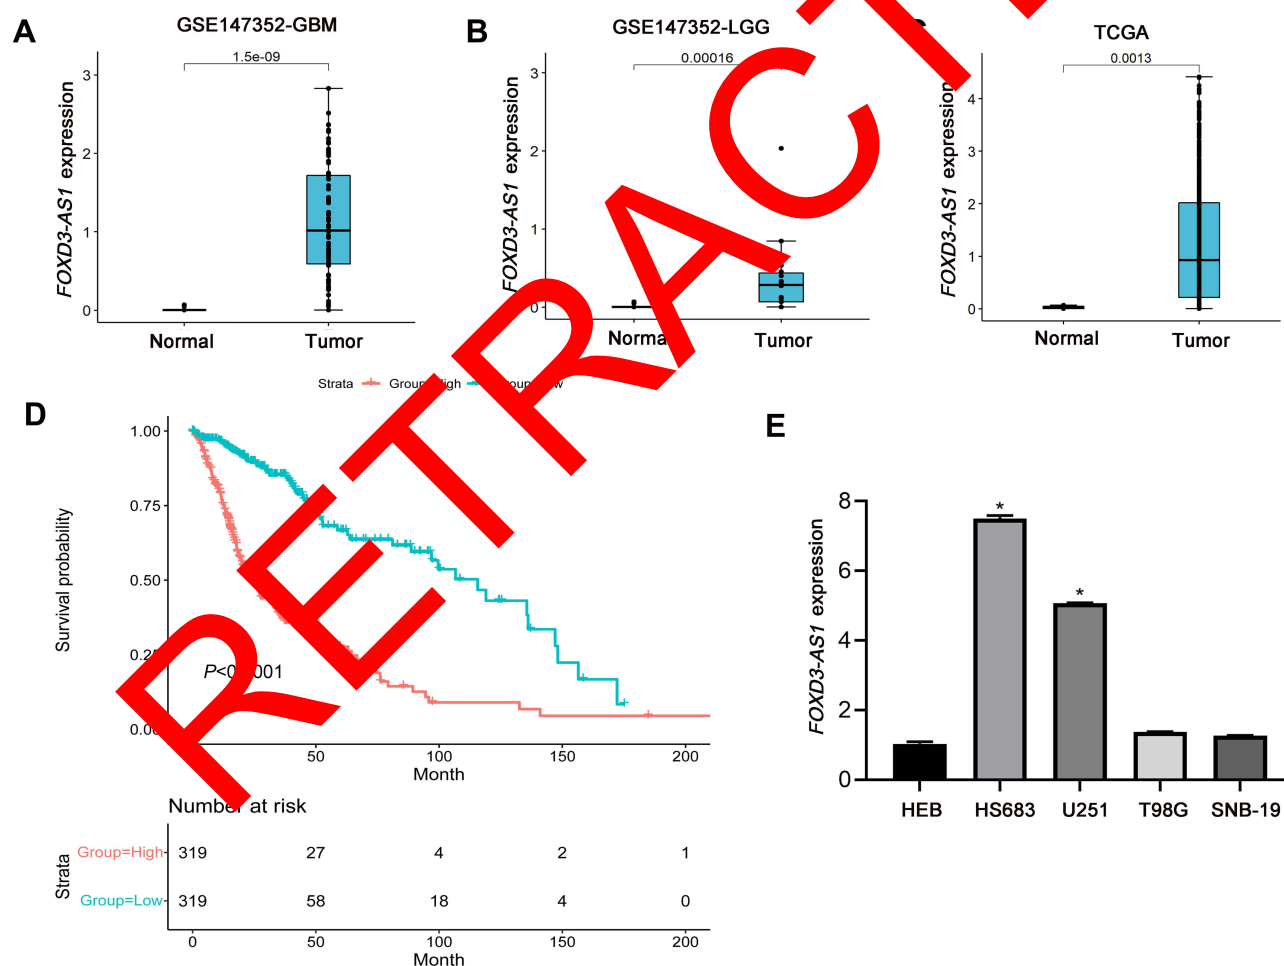 RETRACT
A
GSE147352-GBM
1.5e-09
FOXD3-AS1 expression
3
2
1
0
Normal
Tumor
B
GSE147352-LGG
0.00016
FOXD3-AS1 expression
3
2
1
0
Tumor
TCGA
0.0013
FOXD3-AS1 expression
4
3
2
1
0
Normal
Tumor
Strata
D
Survival probability
1.00
0.75
0.50
50
100
150
200
Month
Number at risk
Strata
Group=High
319
27
4
2
1
Group=Low
319
58
18
4
0
0
50
100
150
200
Month
E
FOXD3-AS1 expression
8
6
4
2
0
*
*
HEB
HS683
U251
T98G
SNB-19